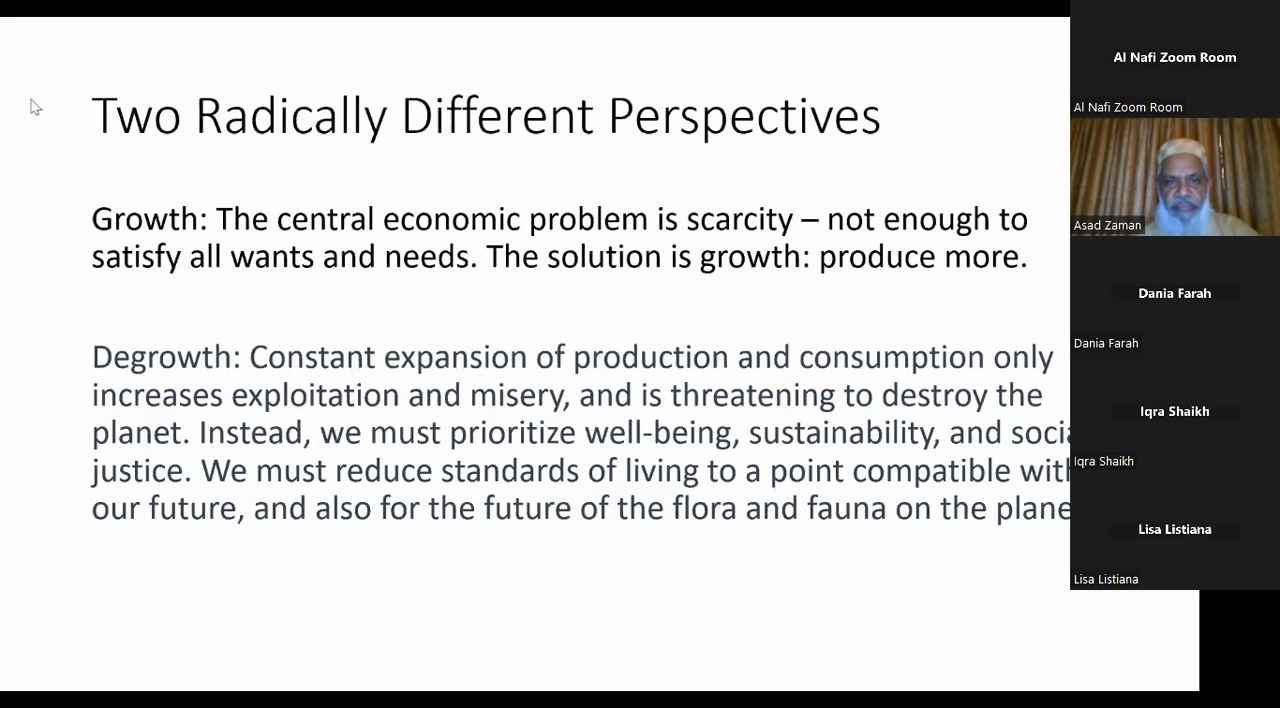 Two Radically Different Perspectives
Growth: The central economic problem is scarcity – not enough to
satisfy all wants and needs. The solution is growth: produce more.
Degrowth: Constant expansion of production and consumption only
increases exploitation and misery, and is threatening to destroy the
planet. Instead, we must prioritize well-being, sustainability, and
justice. We must reduce standards of living to a point compatible
our future, and also for the future of the flora and fauna on the
Al Nafi Zoom Room
Al Nafi Zoom Room
Asad Zaman
Dania Farah
Dania Farah
Iqra Shaikh
Iqra Shaikh
Lisa Listiana
Lisa Listiana